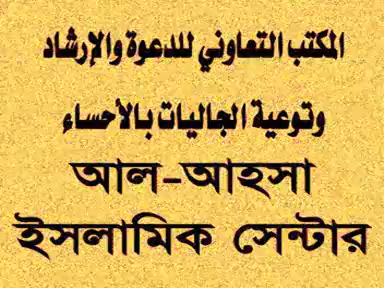 المكتب التعاوني للدعوة والإرشاد
وتوعية الجاليات بالأحساء
আল-আহসা
ইসলামিক সেন্টার